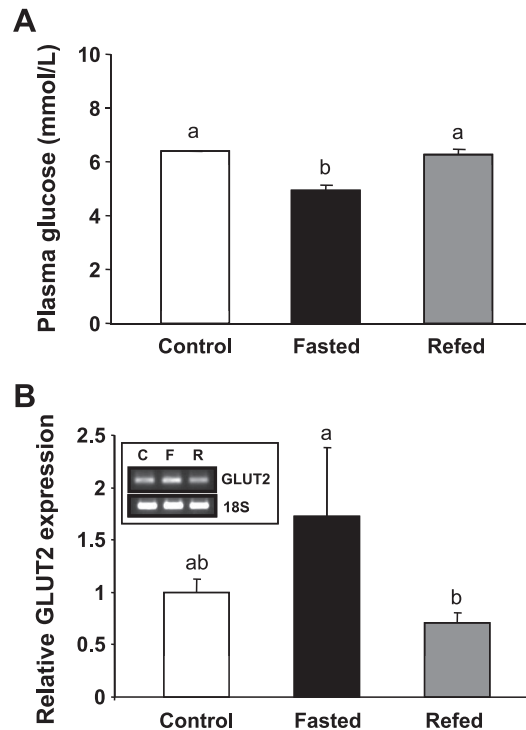 A
Plasma glucose (mmol/L)
10
8
6
4
2
0
a
b
a
Control Fasted Refed
B
Relative GLUT2 expression
2.5
2
1.5
1
0.5
0
C F R
GLUT2
18S
ab
a
b
Control Fasted Refed